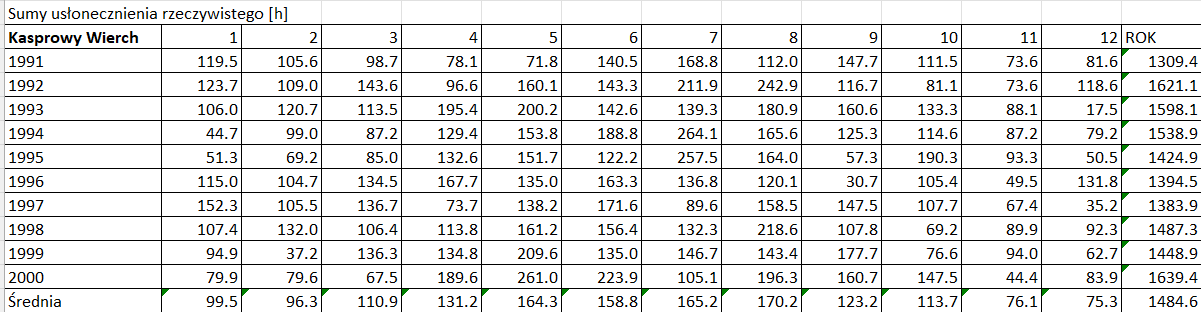 Sumy usłonecznienia rzeczywistego [h]
Kasprowy Wierch 1 2 3 4 5 6 7 8 9 10 11 12 ROK
1991 119.5 105.6 98.7 78.1 71.8 140.5 168.8 112.0 147.7 111.5 73.6 81.6 1309.4
1992 123.7 109.0 143.6 96.6 160.1 143.3 211.9 242.9 116.7 81.1 73.6 118.6 1621.1
1993 106.0 120.7 113.5 195.4 200.2 142.6 139.3 180.9 160.6 133.3 88.1 17.5 1598.1
1994 44.7 99.0 87.2 129.4 153.8 188.8 264.1 165.6 125.3 114.6 87.2 79.2 1538.9
1995 51.3 69.2 85.0 132.6 151.7 122.2 257.5 164.0 57.3 190.3 93.3 50.5 1424.9
1996 115.0 104.7 134.5 167.7 135.0 163.3 136.8 120.1 30.7 105.4 49.5 131.8 1394.5
1997 152.3 105.5 136.7 73.7 138.2 171.6 89.6 158.5 147.5 107.7 67.4 35.2 1383.9
1998 107.4 132.0 106.4 113.8 161.2 156.4 132.3 218.6 107.8 69.2 89.9 92.3 1487.3
1999 94.9 37.2 136.3 134.8 209.6 135.0 146.7 143.4 177.7 76.6 94.0 62.7 1448.9
2000 79.9 79.6 67.5 189.6 261.0 223.9 105.1 196.3 160.7 147.5 44.4 83.9 1639.4
Średnia 99.5 96.3 110.9 131.2 164.3 158.8 165.2 170.2 123.2 113.7 76.1 75.3 1484.6